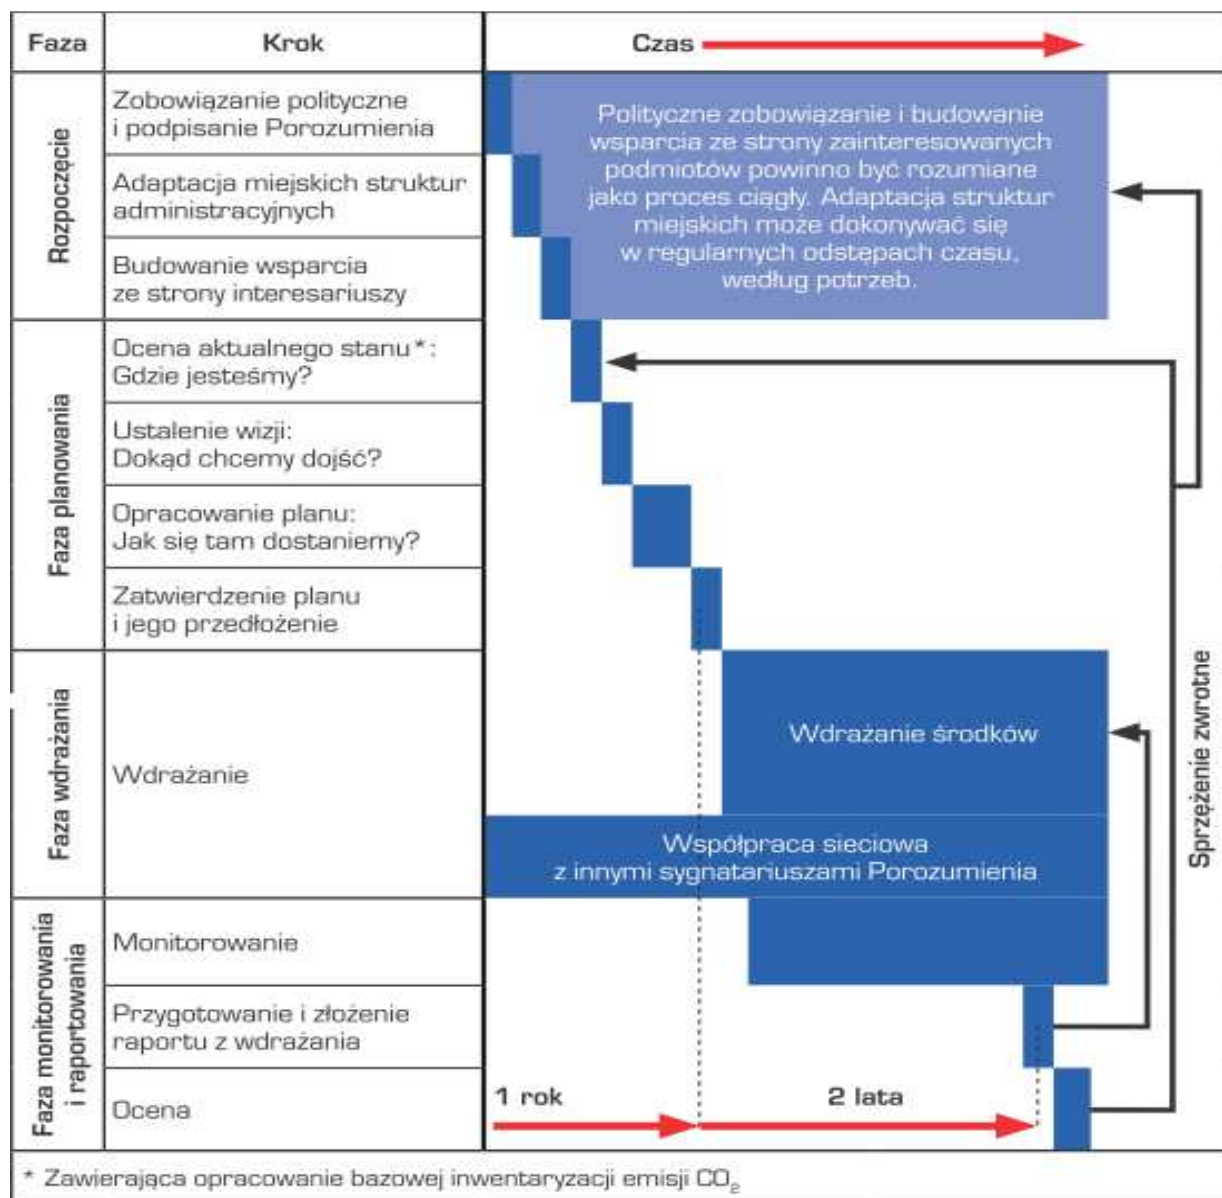 Faza
Krok
Czas
Rozpoczęcie
Zobowiązanie polityczne
i podpisanie Porozumienia
Adaptacja miejskich struktur
administracyjnych
Budowanie wsparcia
ze strony interesariuszy
Polityczne zobowiązanie i budowanie
wsparcia ze strony zainteresowanych
podmiotów powinno być rozumiane
jako proces ciągły. Adaptacja struktur
miejskich może dokonywać się
w regularnych odstępach czasu,
według potrzeb.
Faza planowania
Ocena aktualnego stanu*:
Gdzie jesteśmy?
Ustalenie wizji:
Dokąd chcemy dojść?
Opracowanie planu:
Jak się tam dostaniemy?
Zatwierdzenie planu
i jego przedłożenie
Faza wdrażania
Wdrażanie
Wdrażanie środków
Współpraca sieciowa
z innymi sygnatariuszami Porozumienia
Sprzężenie zwrotne
Faza monitorowania
i raportowania
Monitorowanie
Przygotowanie i złożenie
raportu z wdrażania
Ocena
1 rok
2 lata
* Zawierająca opracowanie bazowej inwentaryzacji emisji CO₂